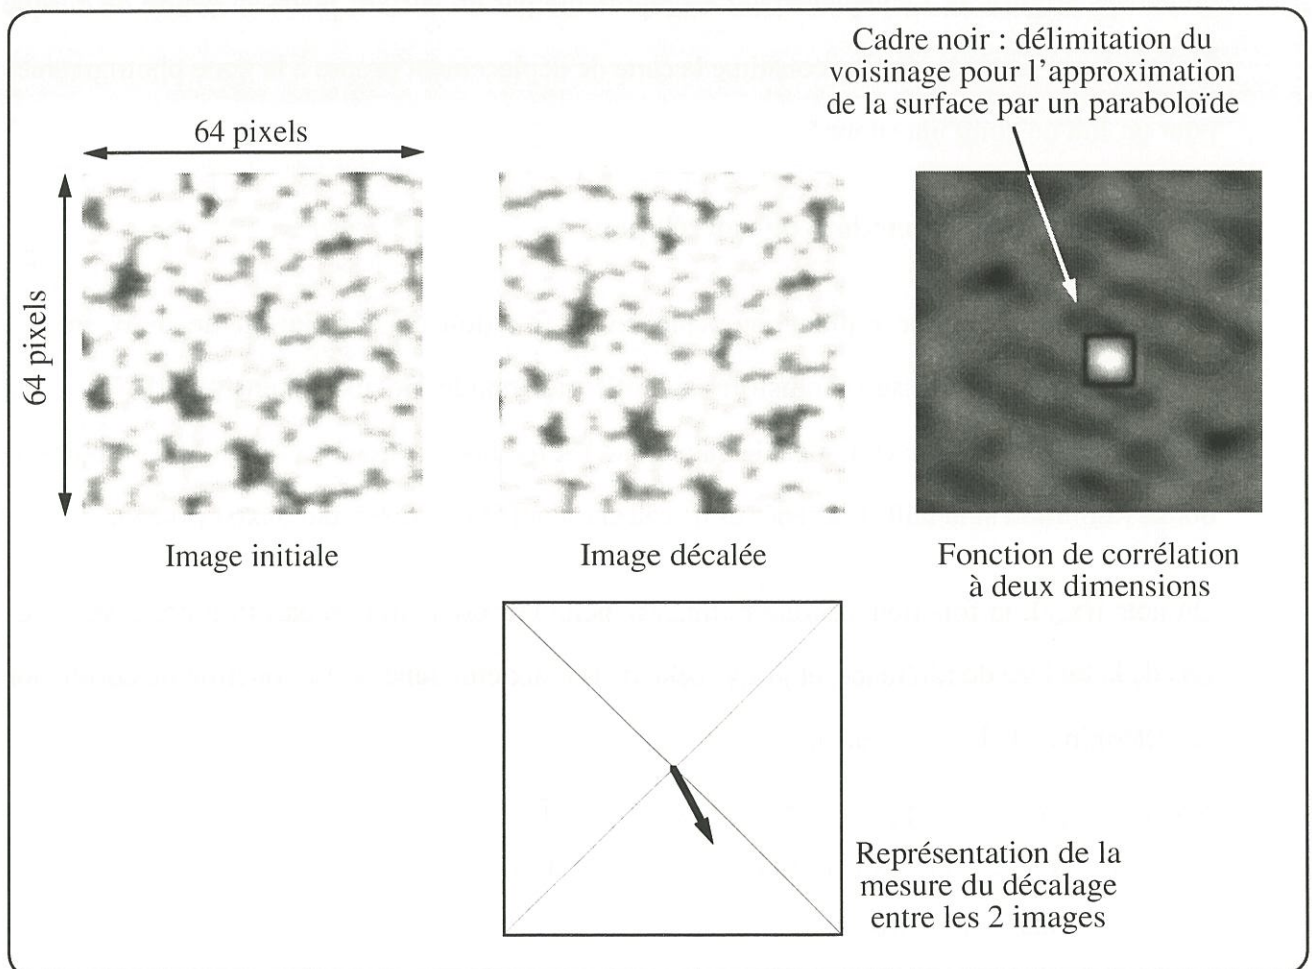 Cadre noir : délimitation du
voisinage pour l’approximation
de la surface par un paraboloïde
64 pixels
64 pixels
Image initiale
Image décalée
Fonction de corrélation
à deux dimensions
Représentation de la
mesure du décalage
entre les 2 images